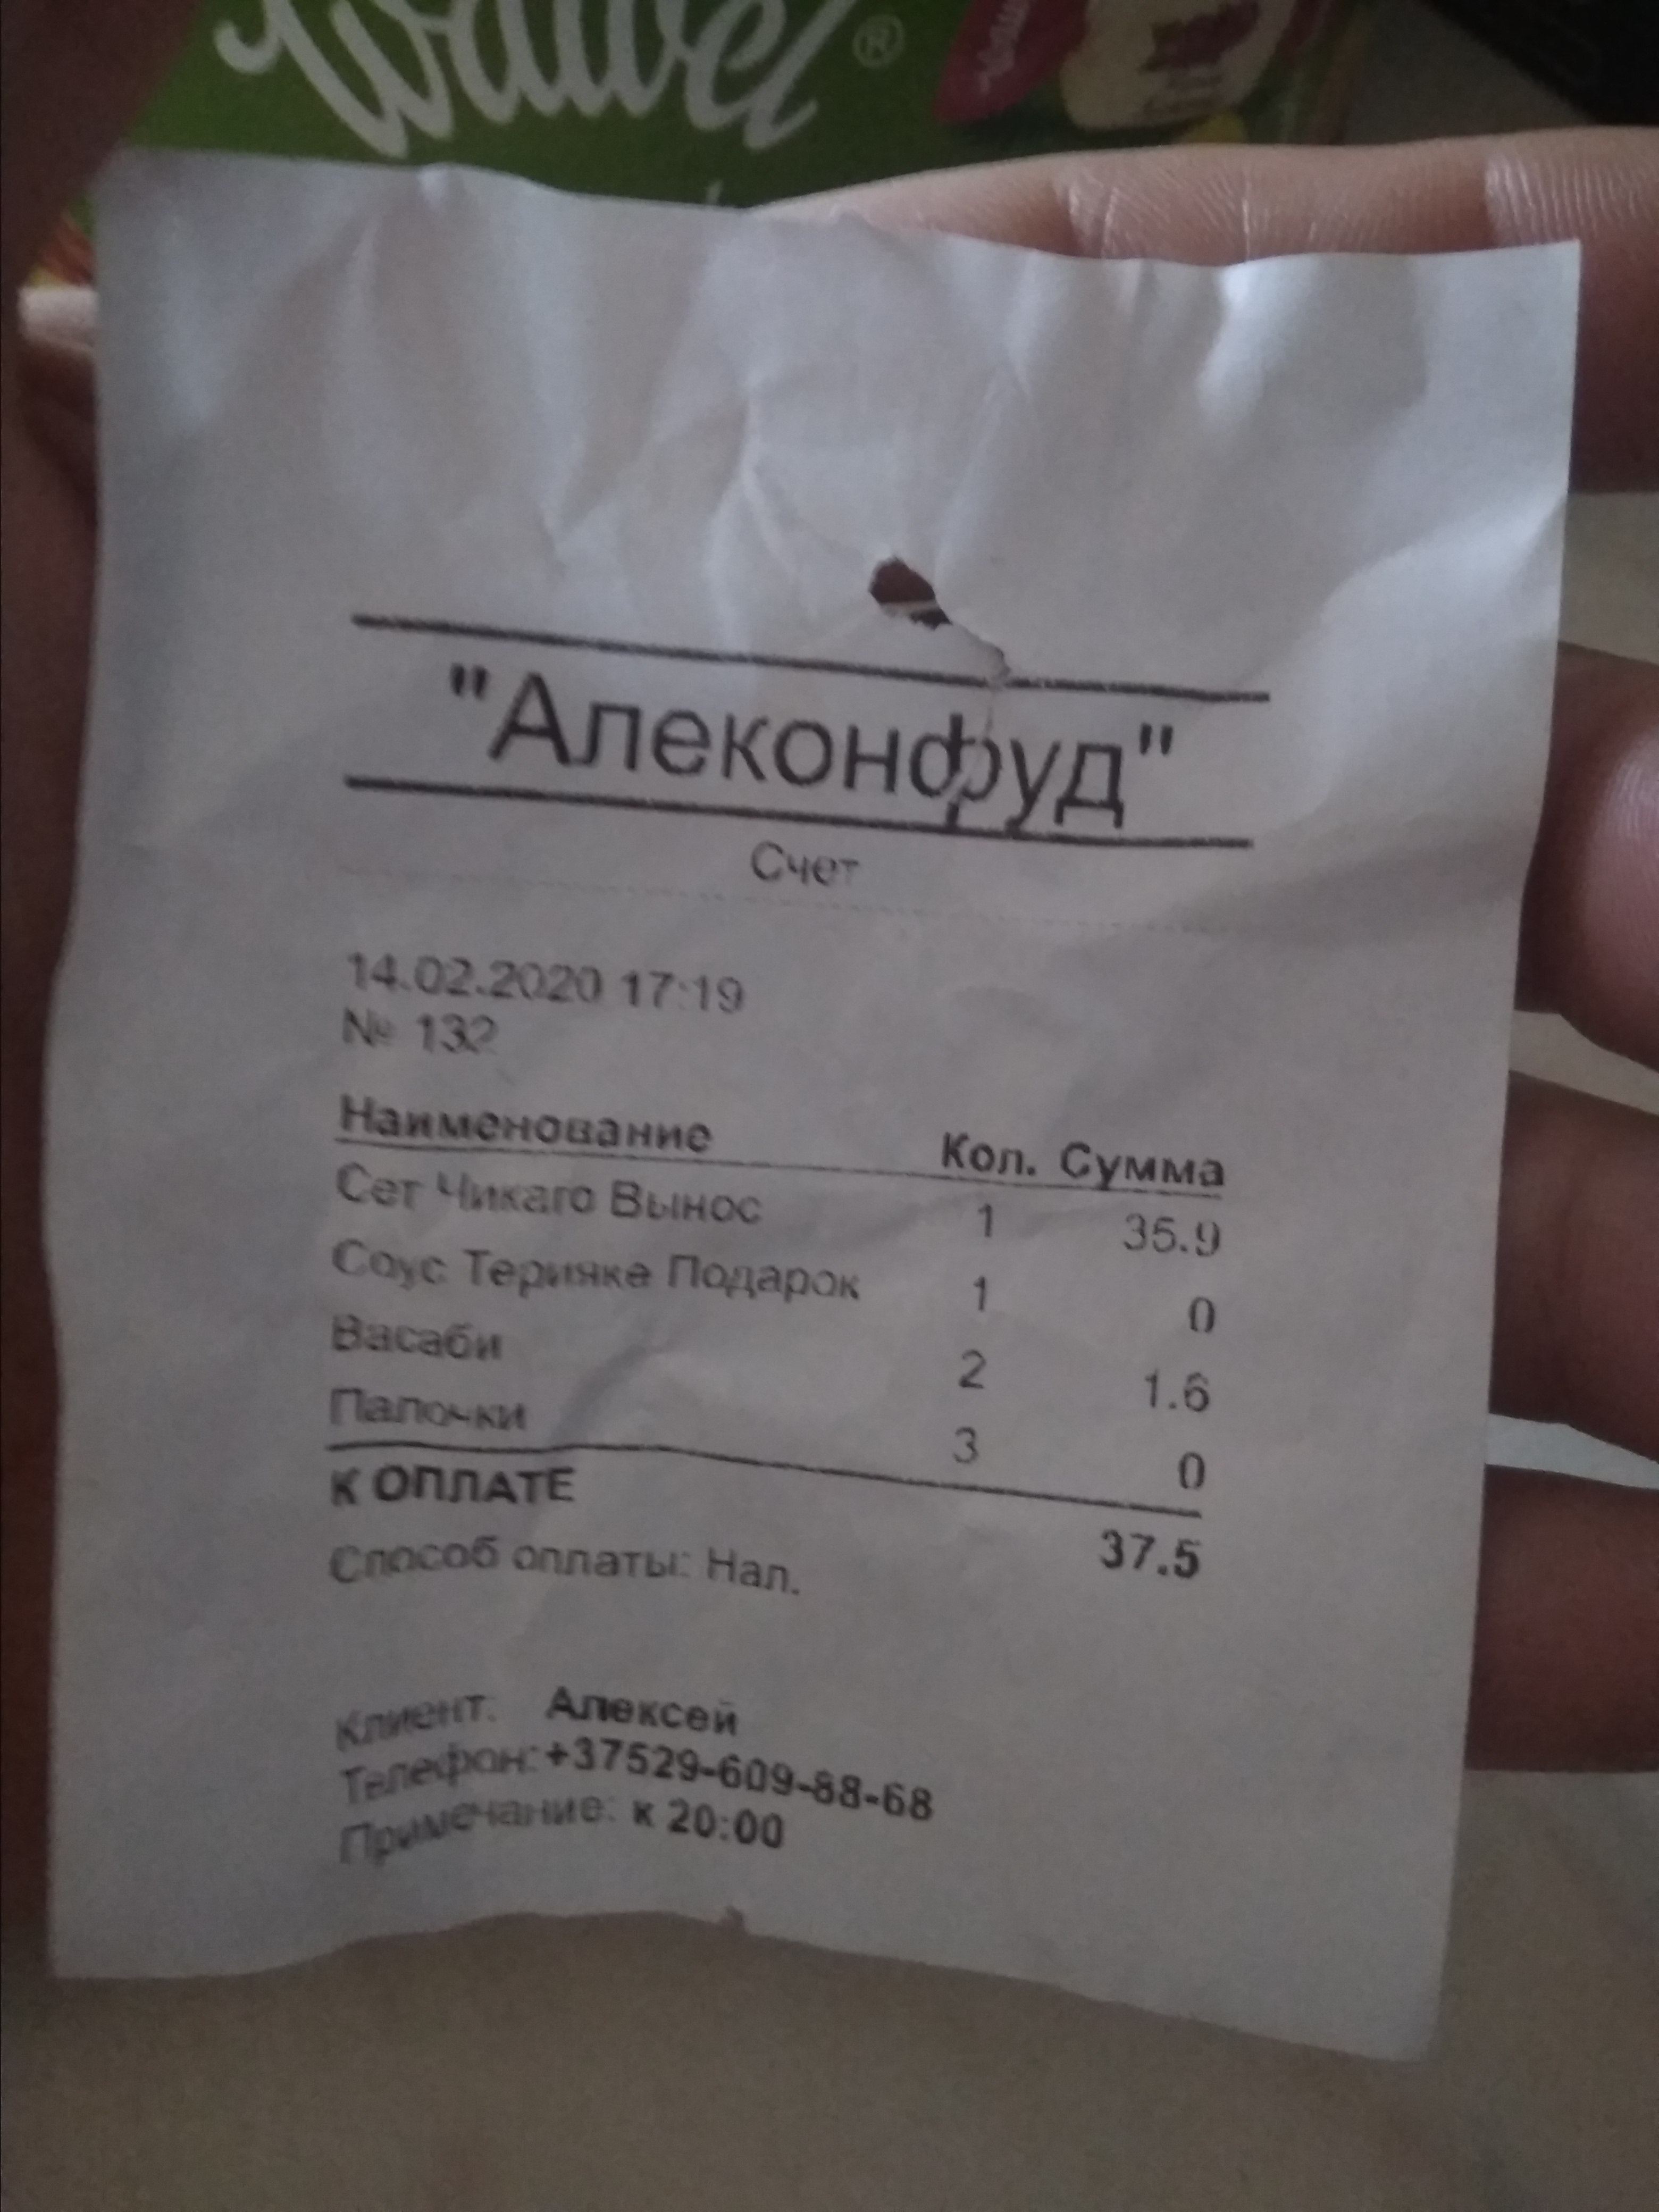 Wawel®
"Алеконфуд"
Счет
14.02.2020 17:19
№ 132
Наименование Кол. Сумма
Сет Чикаго Вынос 1 35.9
Соус Терияке Подарок 1 0
Васаби 2 1.6
Палочки 3 0
К ОПЛАТЕ 37.5
Способ оплаты: Нал.
Клиент: Алексей
Телефон: +37529-609-88-68
Примечание: к 20:00